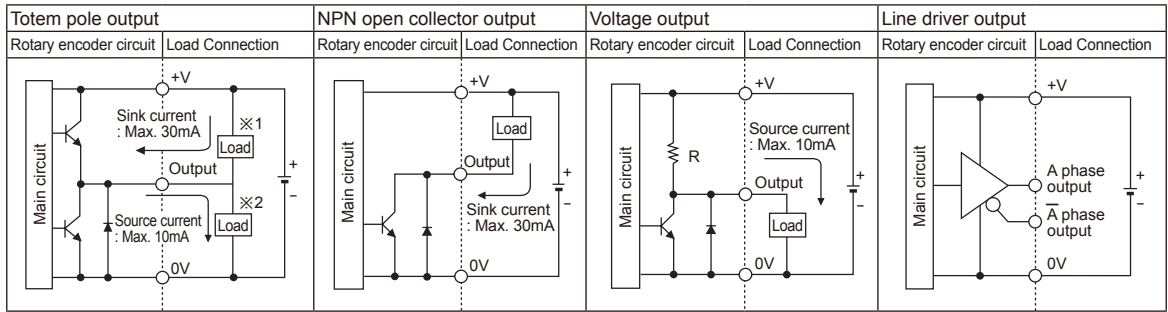 Totem pole output
Rotary encoder circuit
Load Connection
Main circuit
+V
Sink current
: Max. 30mA
※1
Load
Output
+
−
※2
Source current
: Max. 10mA
Load
0V
NPN open collector output
Rotary encoder circuit
Load Connection
Main circuit
+V
Load
Output
+
−
Sink current
: Max. 30mA
0V
Voltage output
Rotary encoder circuit
Load Connection
Main circuit
+V
Source current
: Max. 10mA
R
Output
+
−
Load
0V
Line driver output
Rotary encoder circuit
Load Connection
Main circuit
+V
A phase
output
+
−
A̅ phase
output
0V